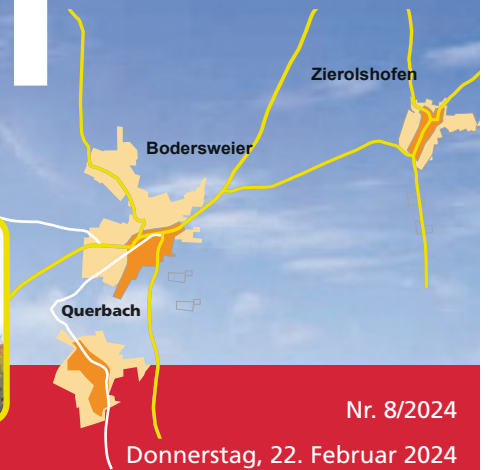 Zierolshofen
Bodersweier
Querbach
Nr. 8/2024
Donnerstag, 22. Februar 2024